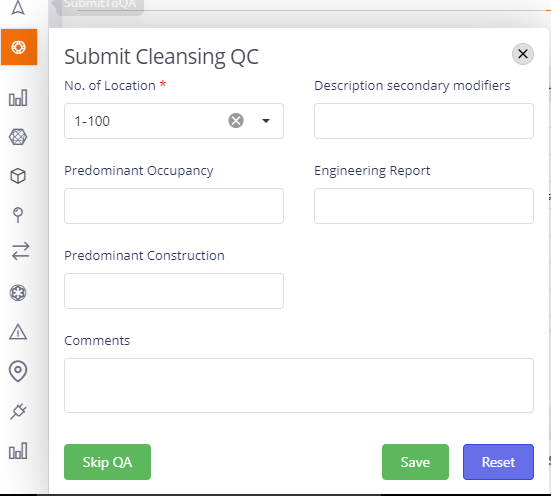 SubmitToQA
Submit Cleansing QC
No. of Location *
Description secondary modifiers
1-100
Predominant Occupancy
Engineering Report
Predominant Construction
Comments
Skip QA
Save
Reset